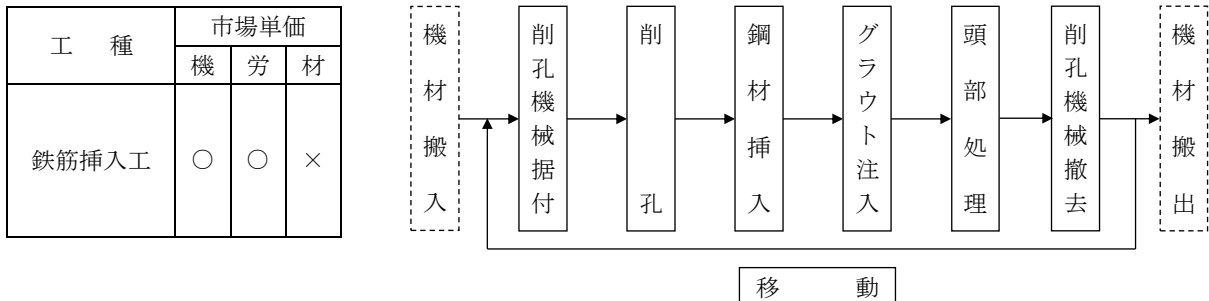 工　種
市場単価
機 労 材
鉄筋挿入工
○ ○ ×
機材搬入
削孔機械据付
削孔
鋼材挿入
グラウト注入
頭部処理
削孔機械撤去
機材搬出
移　動